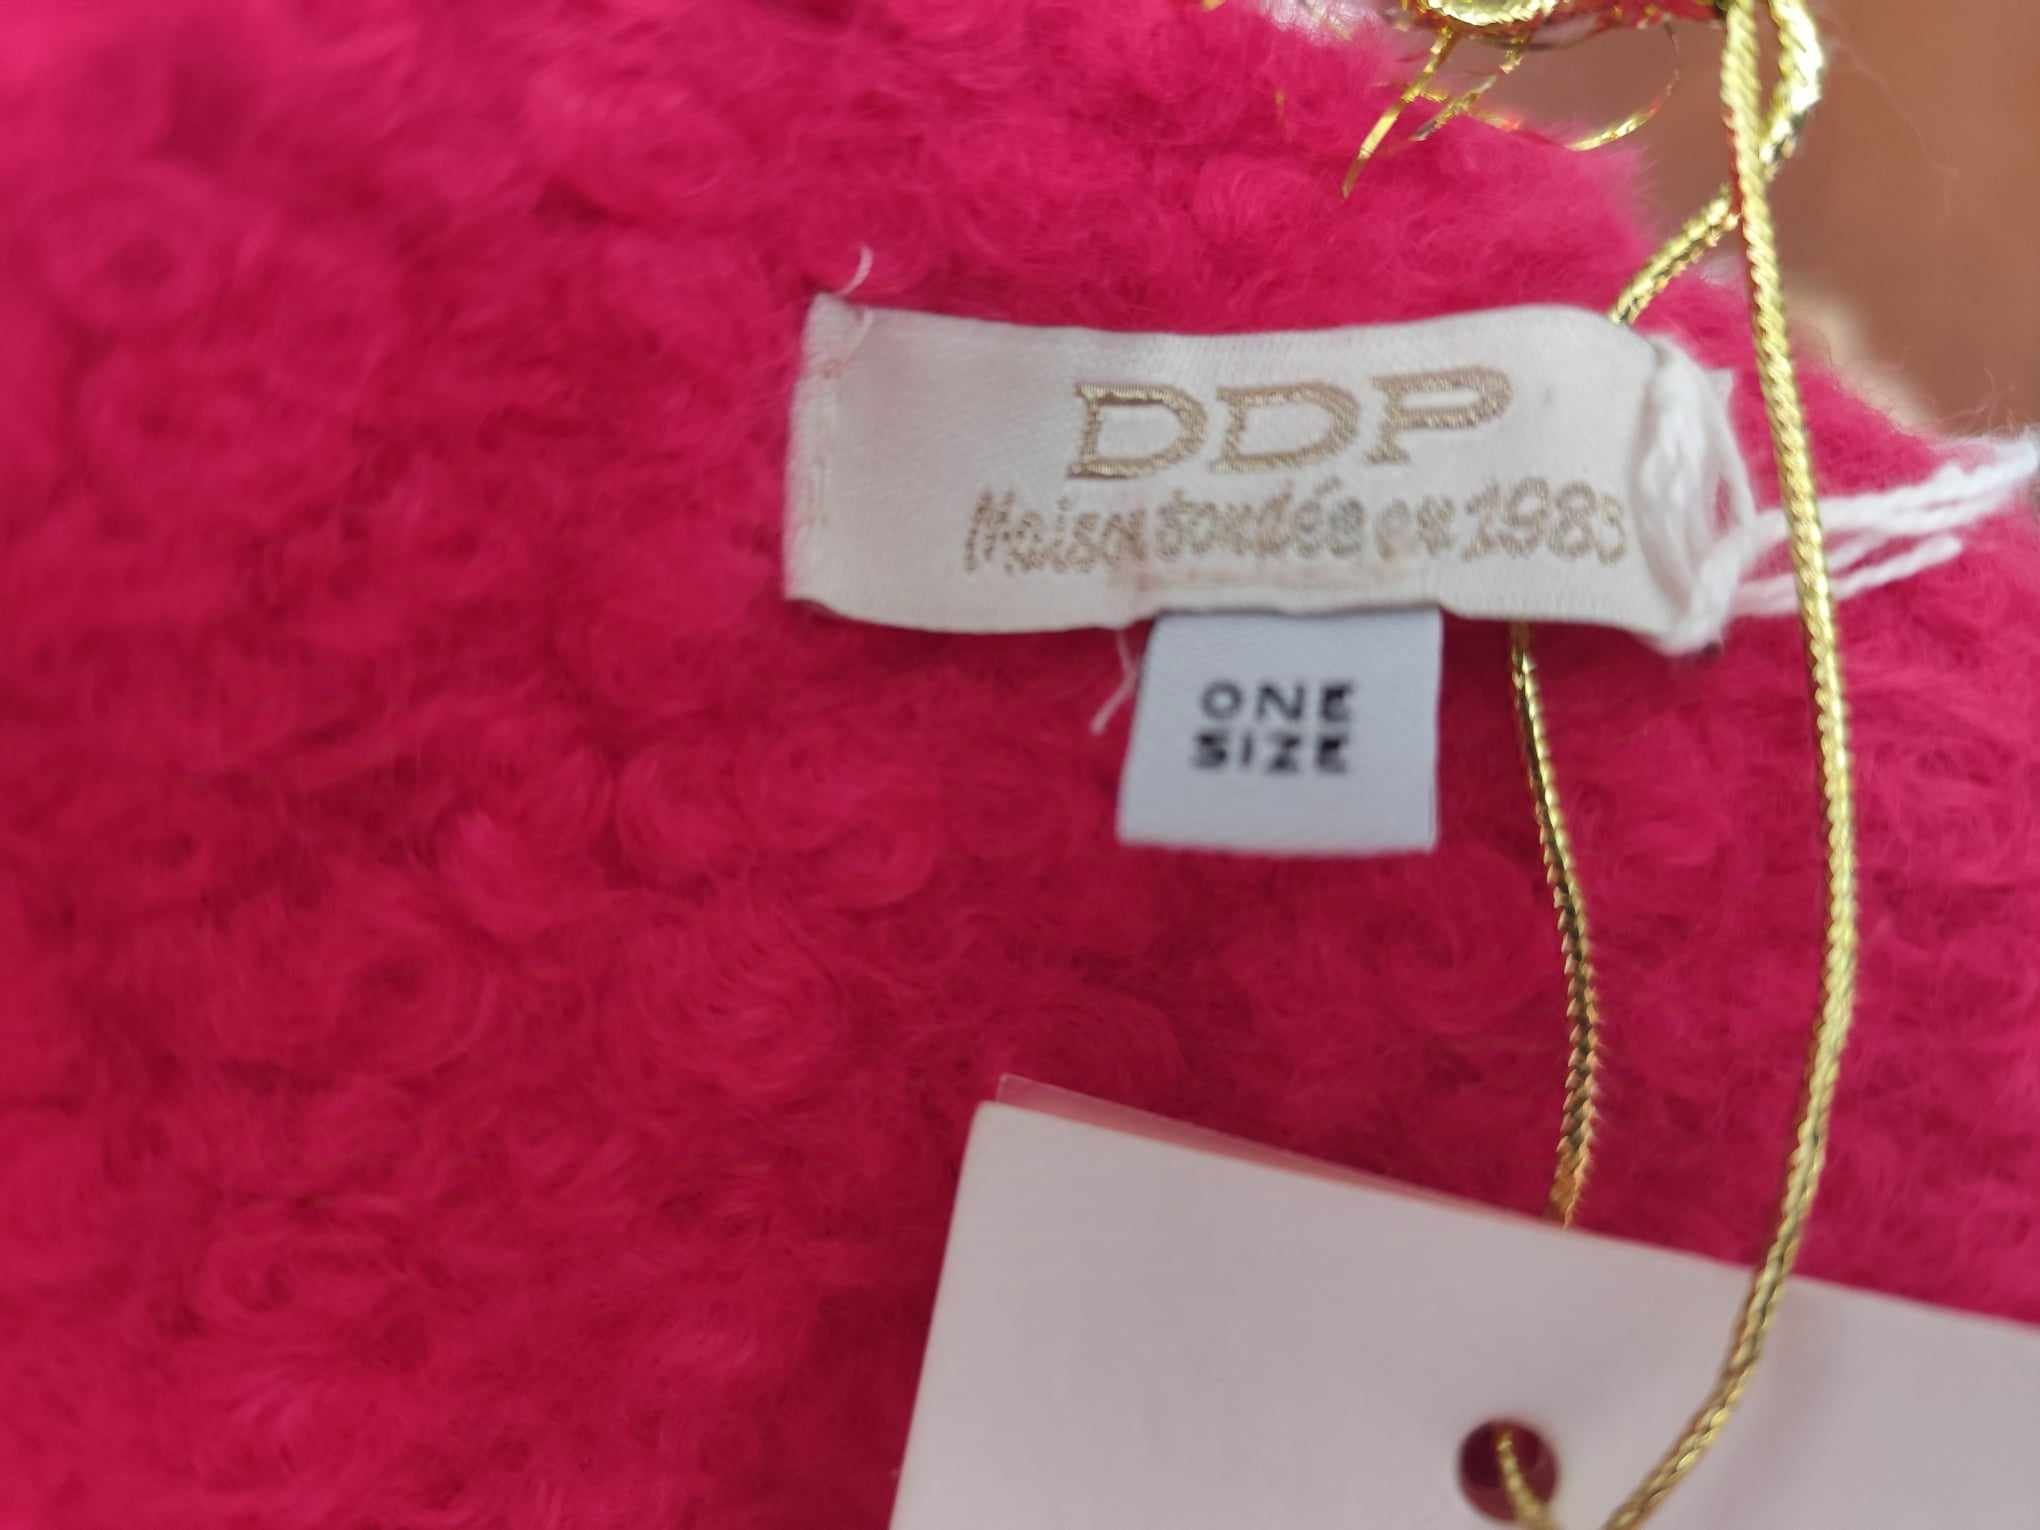 DDP
Maison fondée en 1983
ONE
SIZE